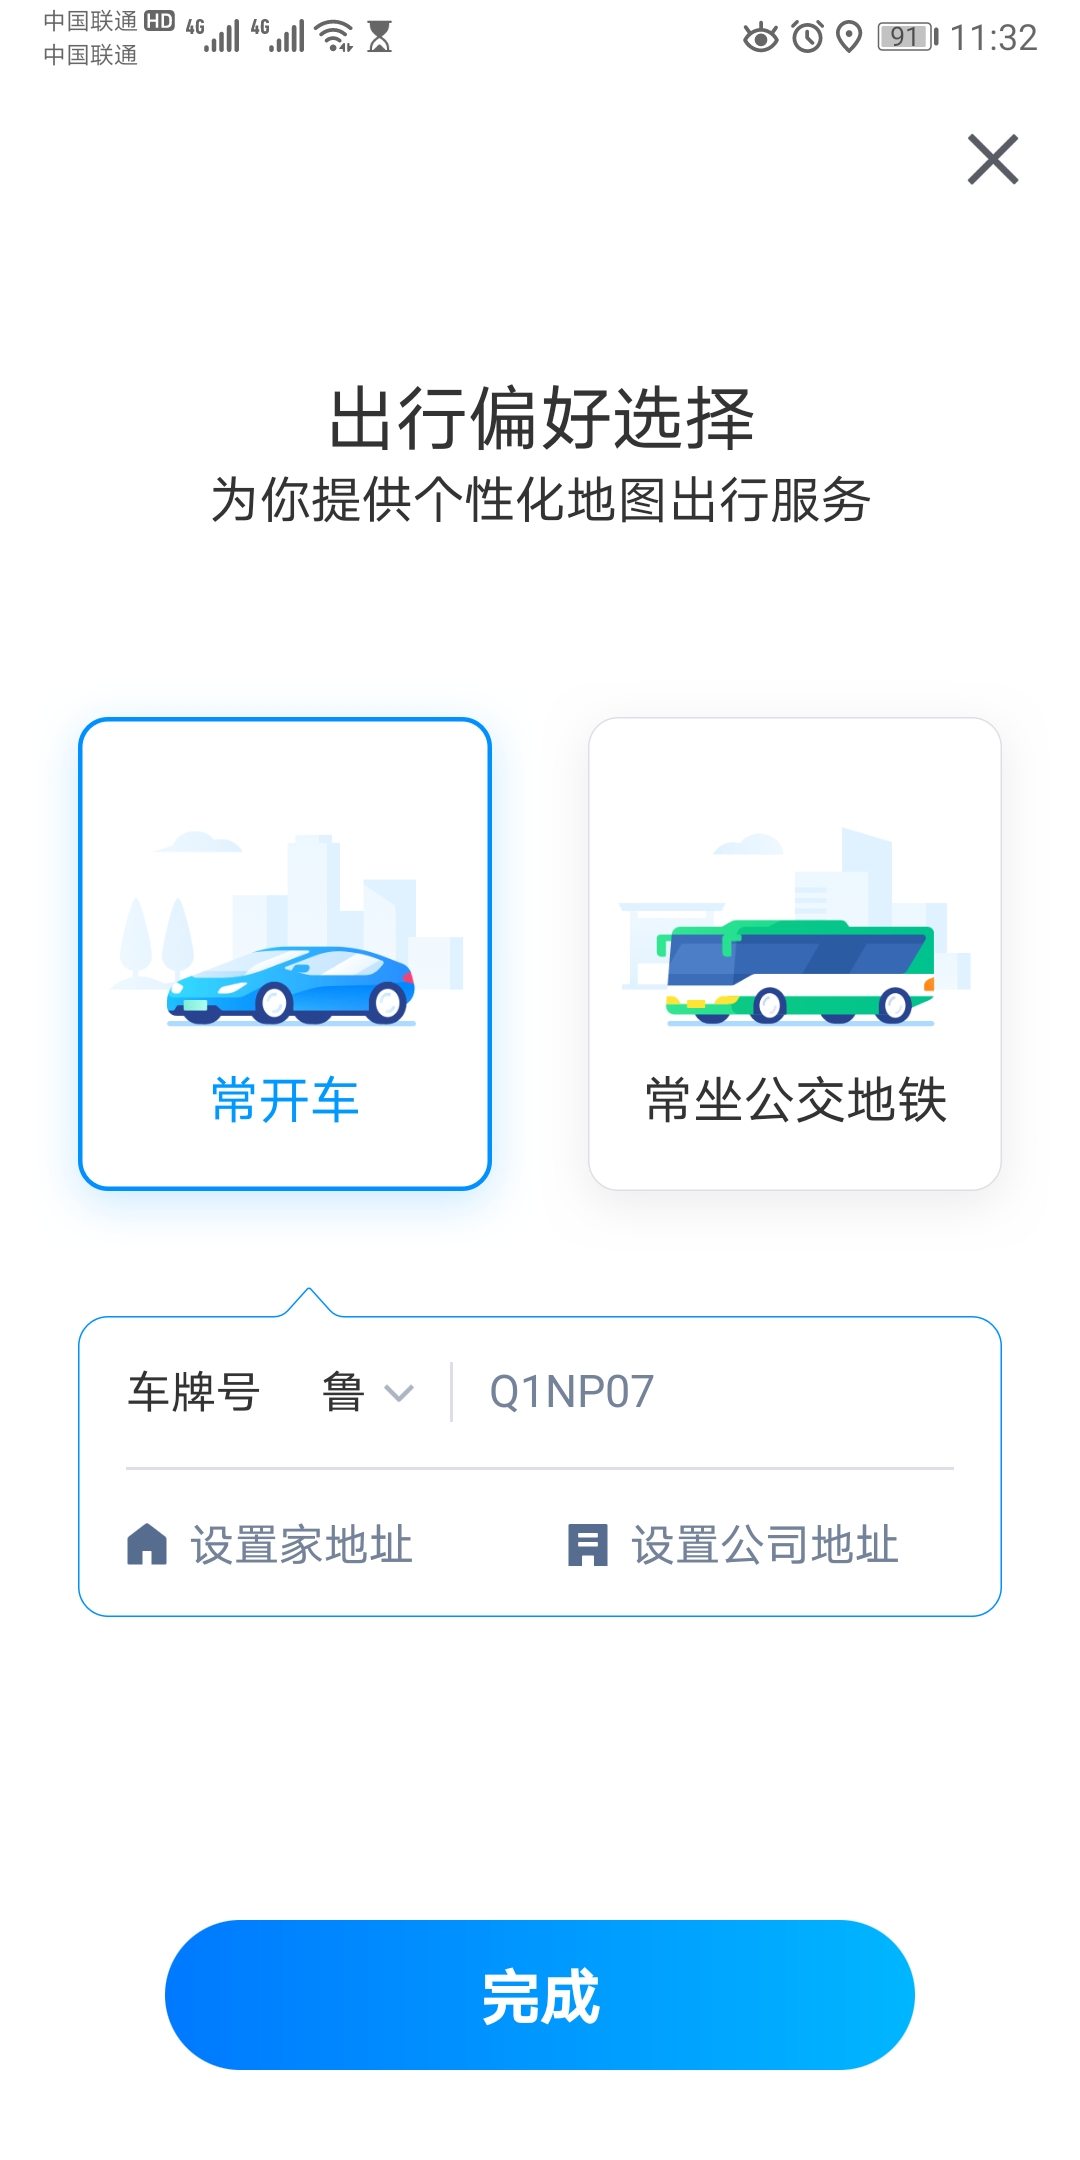 中国联通 HD 4G 4G 91 11:32
中国联通
出行偏好选择
为你提供个性化地图出行服务
常开车
常坐公交地铁
车牌号 鲁 Q1NP07
设置家地址 设置公司地址
完成